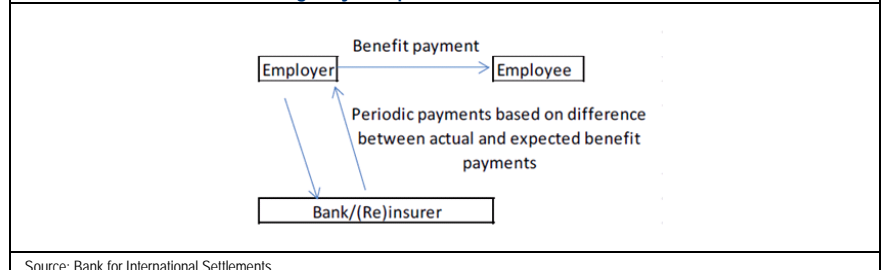 Benefit payment
Employer
Employee
Periodic payments based on difference
between actual and expected benefit
payments
Bank/(Re)insurer
Source: Bank for International Settlements